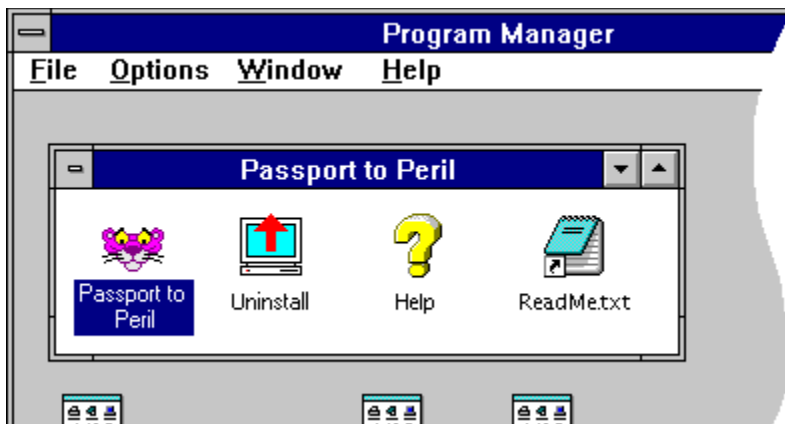 Program Manager
File Options Window Help
Passport to Peril
Passport to Uninstall Help ReadMe.txt
Peril